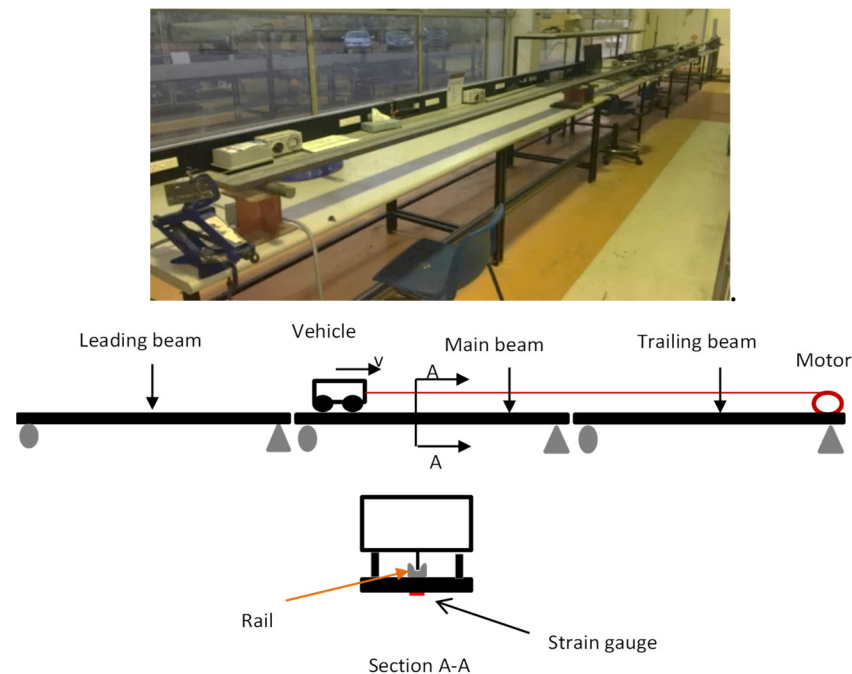 Leading beam
Vehicle
v
A
Main beam
Trailing beam
Motor
A
Rail
Strain gauge
Section A-A